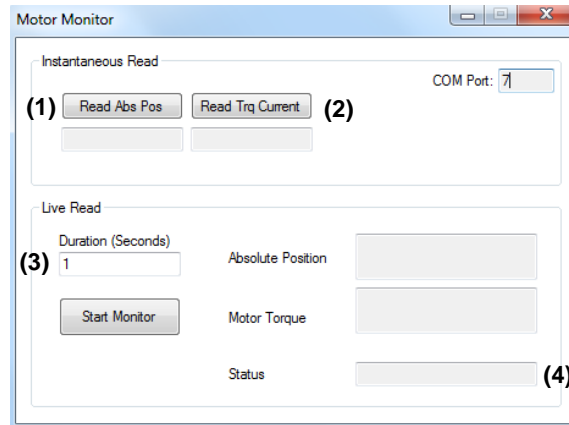 Motor Monitor
Instantaneous Read
COM Port: 7
(1) Read Abs Pos Read Trq Current (2)
Live Read
Duration (Seconds)
(3) 1
Absolute Position
Start Monitor Motor Torque
Status (4)